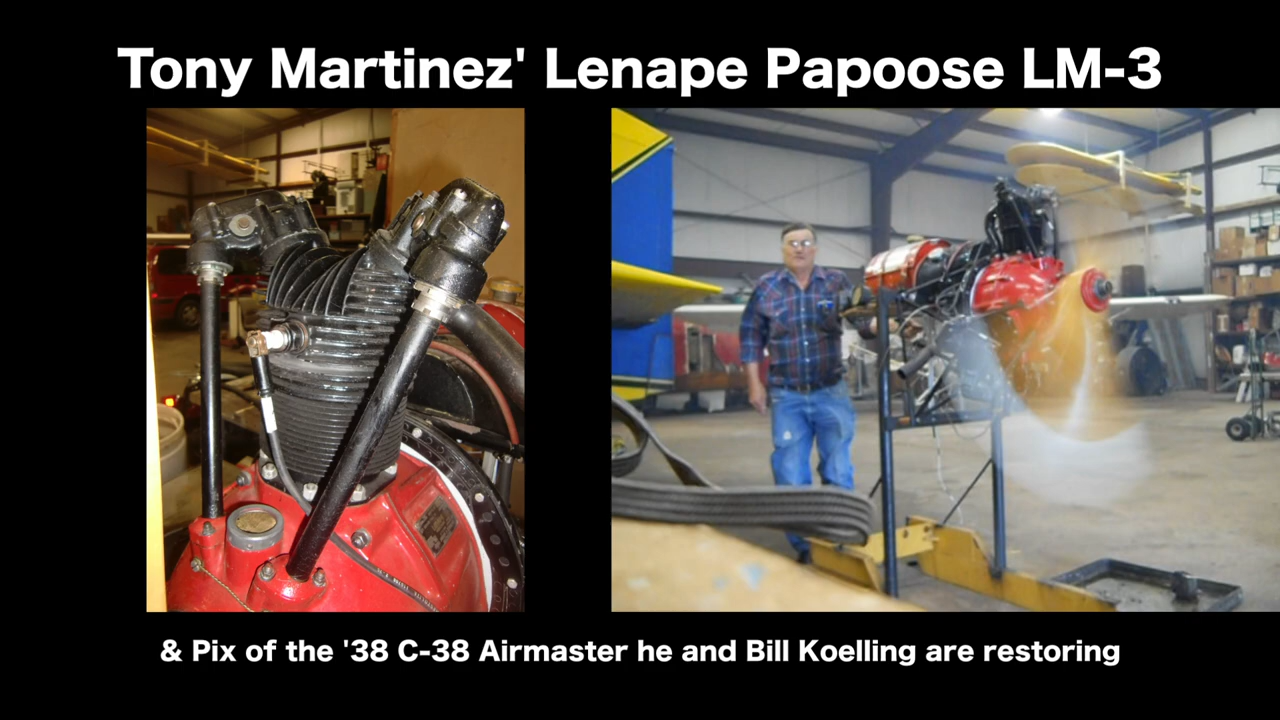 Tony Martinez' Lenape Papoose LM-3
& Pix of the '38 C-38 Airmaster he and Bill Koelling are restoring